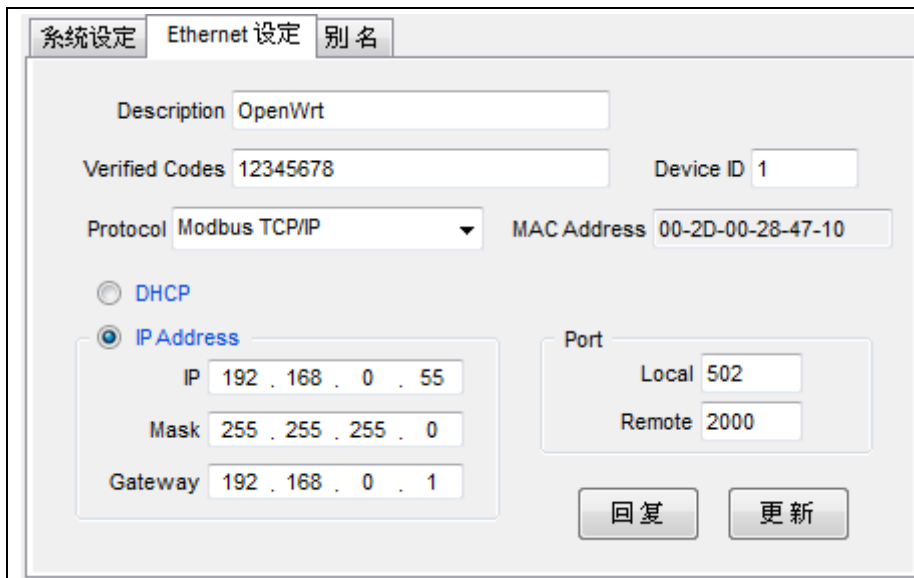 系统设定 Ethernet 设定 别 名
Description OpenWrt
Verified Codes 12345678 Device ID 1
Protocol Modbus TCP/IP MAC Address 00-2D-00-28-47-10
DHCP
IP Address Port
IP 192 . 168 . 0 . 55 Local 502
Mask 255 . 255 . 255 . 0 Remote 2000
Gateway 192 . 168 . 0 . 1
回 复 更 新